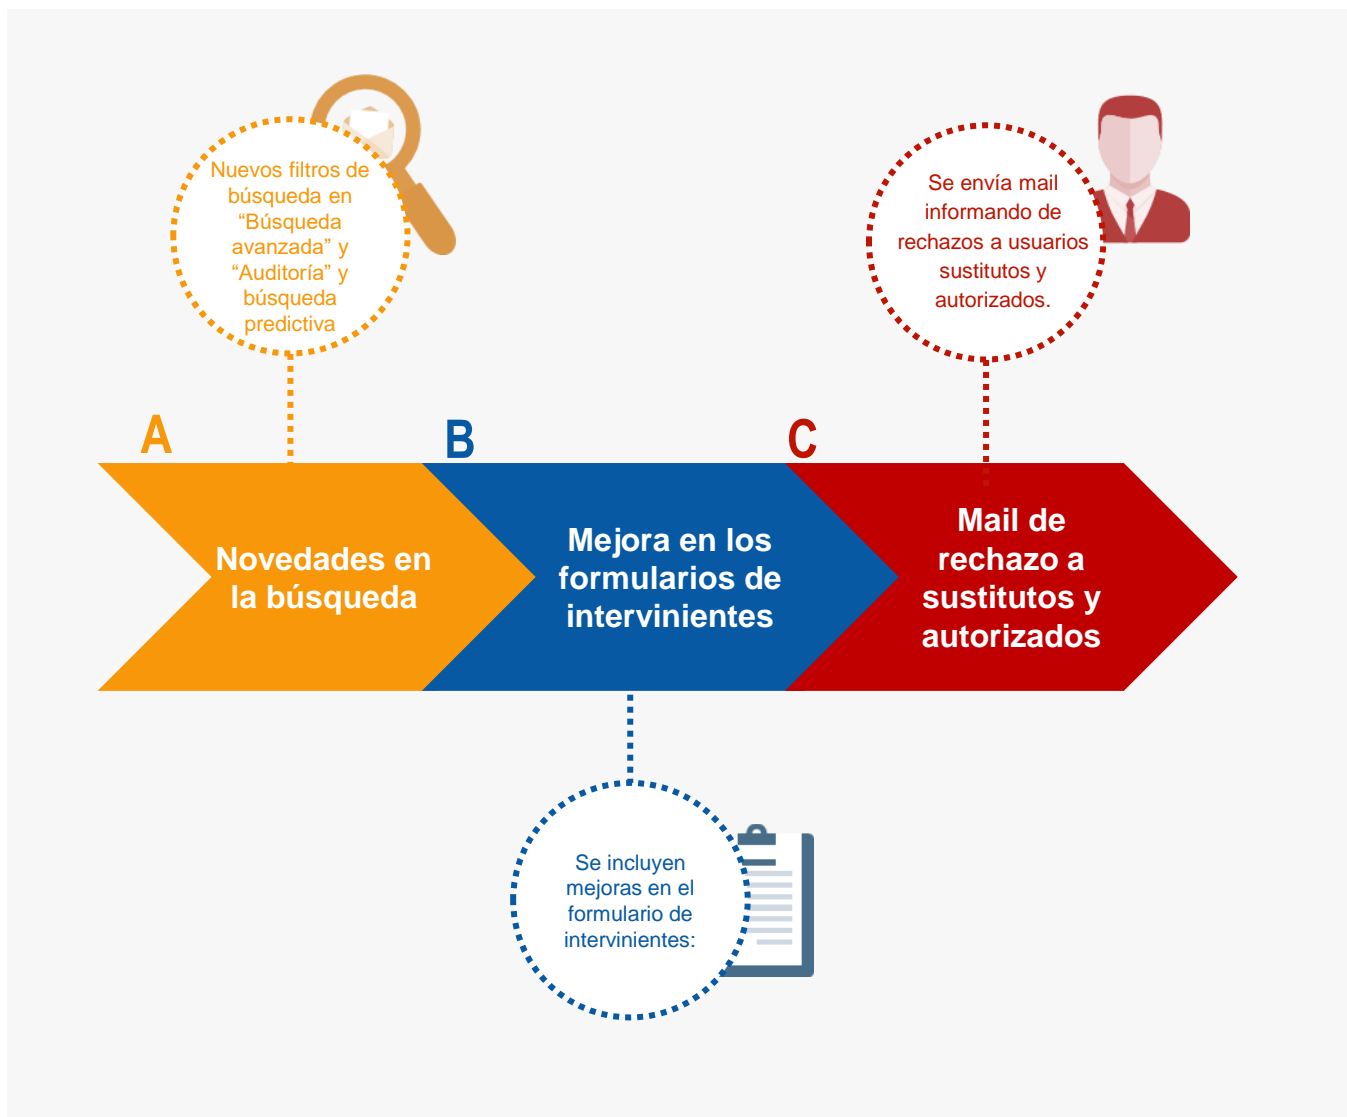 Nuevos filtros de
búsqueda en
“Búsqueda
avanzada” y
“Auditoría” y
búsqueda
predictiva
Se envía mail
informando de
rechazos a usuarios
sustitutos y
autorizados.
A
B
C
Novedades en
la búsqueda
Mejora en los
formularios de
intervinientes
Mail de
rechazo a
sustitutos y
autorizados
Se incluyen
mejoras en el
formulario de
intervinientes: